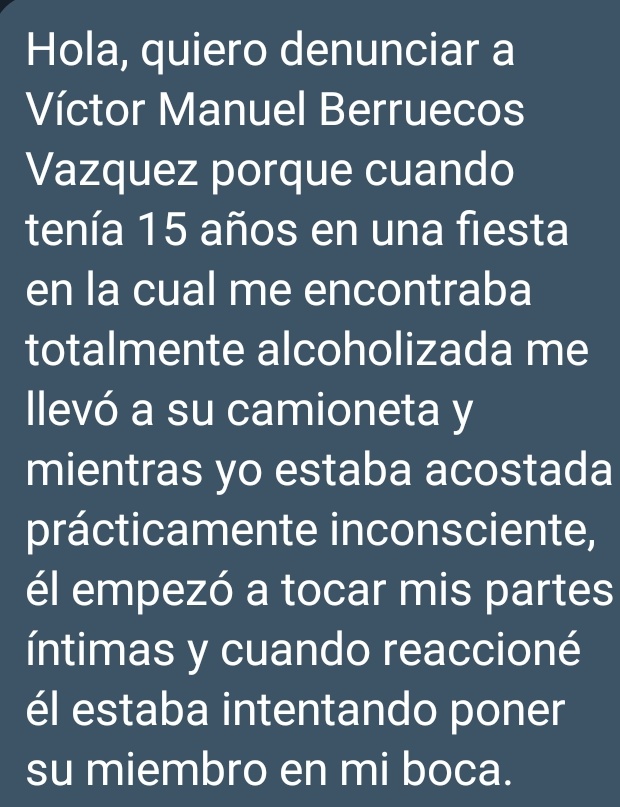 Hola, quiero denunciar a
Víctor Manuel Berruecos
Vazquez porque cuando
tenía 15 años en una fiesta
en la cual me encontraba
totalmente alcoholizada me
llevó a su camioneta y
mientras yo estaba acostada
prácticamente inconsciente,
él empezó a tocar mis partes
íntimas y cuando reaccioné
él estaba intentando poner
su miembro en mi boca.